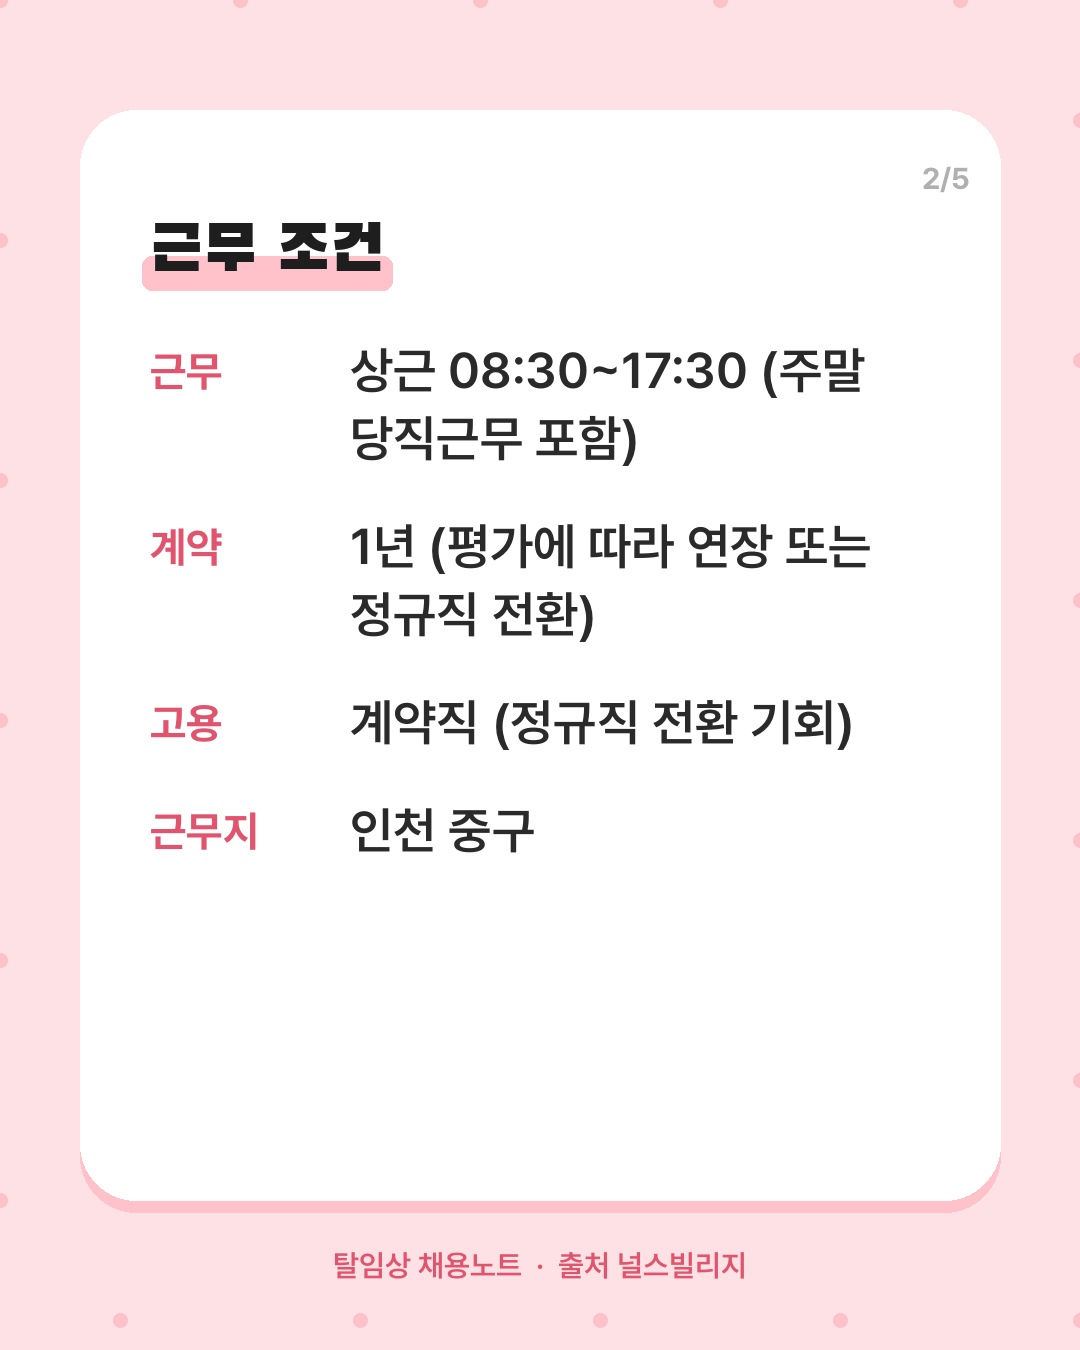 2/5
근무 조건
근무
상근 08:30~17:30 (주말
당직근무 포함)
계약
1년 (평가에 따라 연장 또는
정규직 전환)
고용
계약직 (정규직 전환 기회)
근무지
인천 중구
탈임상 채용노트 · 출처 널스빌리지